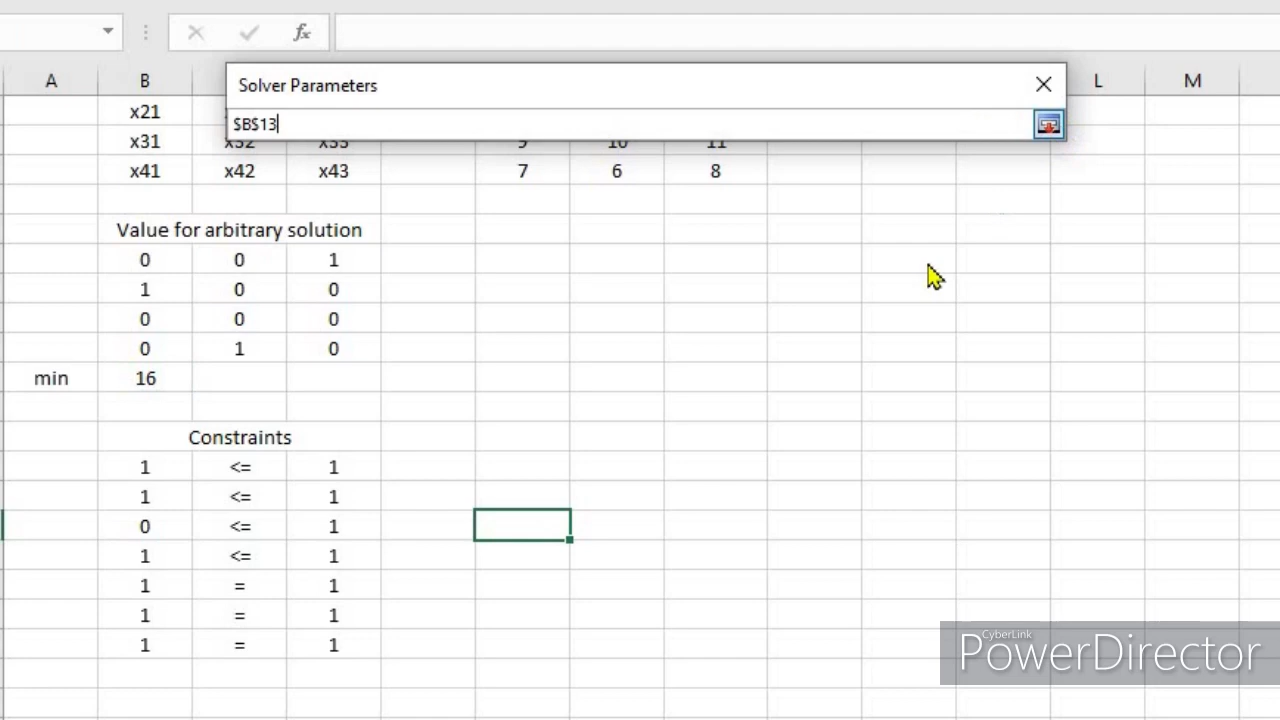 fx
A B L M
Solver Parameters
$B$13
x21
x31 x32 x33 9 10 11
x41 x42 x43 7 6 8
Value for arbitrary solution
0 0 1
1 0 0
0 0 0
0 1 0
min 16
Constraints
1 <= 1
1 <= 1
0 <= 1
1 <= 1
1 = 1
1 = 1
1 = 1
CyberLink
PowerDirector